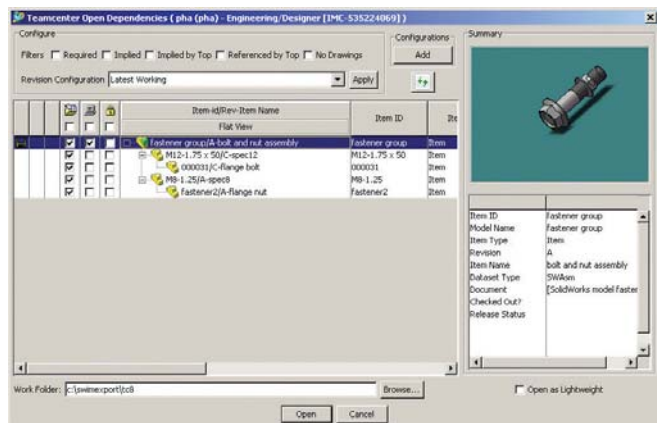 Teamcenter Open Dependencies ( pha (pha) - Engineering/Designer [IMC-535224069] )
Configure
Filters Required Implied Implied by Top Referenced by Top No Drawings
Revision Configuration Latest Working Apply
Configurations
Add
Summary
Item-id/Rev-Item Name Item ID Ite
Flat View
fastener group/A-bolt and nut assembly fastener group Item
M12-1.75 x 50/C-spec12 M12-1.75 x 50 Item
000031/C-flange bolt 000031 Item
M8-1.25/A-spec8 M8-1.25 Item
fastener2/A-flange nut fastener2 Item
Item ID fastener group
Model Name fastener group
Item Type Item
Revision A
Item Name bolt and nut assembly
Dataset Type SWAsm
Document [SolidWorks model faster
Checked Out?
Release Status
Work Folder: c:\swimexport\tc8 Browse... Open as Lightweight
Open Cancel